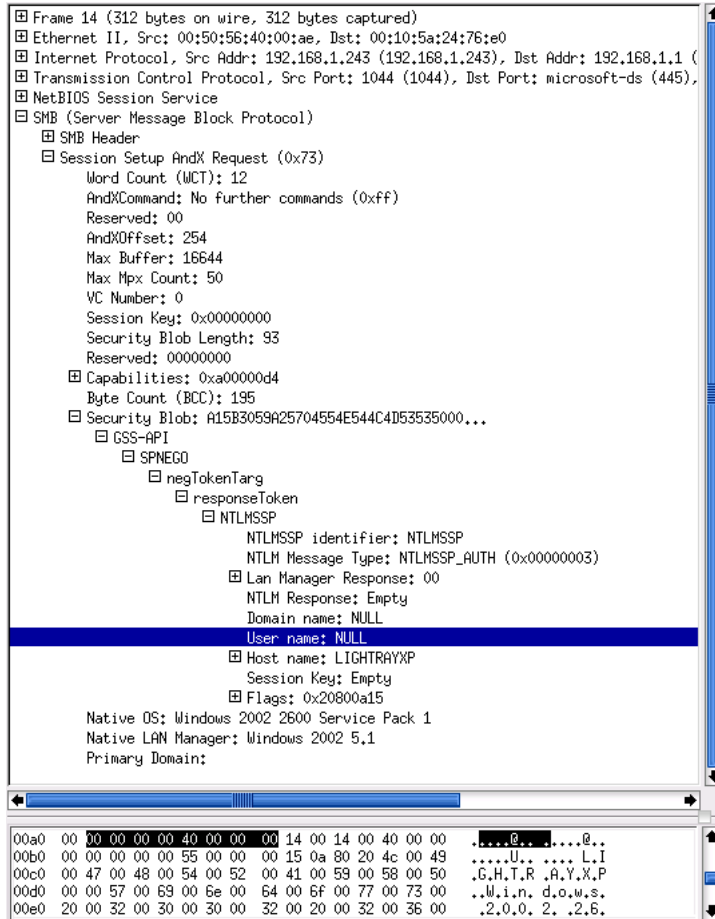 Frame 14 (312 bytes on wire, 312 bytes captured)
Ethernet II, Src: 00:50:56:40:00:ae, Dst: 00:10:5a:24:76:e0
Internet Protocol, Src Addr: 192.168.1.243 (192.168.1.243), Dst Addr: 192.168.1.1 (
Transmission Control Protocol, Src Port: 1044 (1044), Dst Port: microsoft-ds (445),
NetBIOS Session Service
SMB (Server Message Block Protocol)
SMB Header
Session Setup AndX Request (0x73)
Word Count (WCT): 12
AndXCommand: No further commands (0xff)
Reserved: 00
AndXOffset: 254
Max Buffer: 16644
Max Mpx Count: 50
VC Number: 0
Session Key: 0x00000000
Security Blob Length: 93
Reserved: 00000000
Capabilities: 0xa00000d4
Byte Count (BCC): 195
Security Blob: A15B3059A25704554E544C4D53535000...
GSS-API
SPNEGO
negTokenTarg
responseToken
NTLMSSP
NTLMSSP identifier: NTLMSSP
NTLM Message Type: NTLMSSP_AUTH (0x00000003)
Lan Manager Response: 00
NTLM Response: Empty
Domain name: NULL
User name: NULL
Host name: LIGHTRAYXP
Session Key: Empty
Flags: 0x20800a15
Native OS: Windows 2002 2600 Service Pack 1
Native LAN Manager: Windows 2002 5.1
Primary Domain:
00a0 00 00 00 00 00 40 00 00 00 14 00 14 00 40 00 00 .....@.. .....@..
00b0 00 00 00 00 00 55 00 00 00 15 0a 80 20 4c 00 49 .....U.. .... L.I
00c0 00 47 00 48 00 54 00 52 00 41 00 59 00 58 00 50 .G.H.T.R .A.Y.X.P
00d0 00 00 57 00 69 00 6e 00 64 00 6f 00 77 00 73 00 ..W.i.n. d.o.w.s.
00e0 20 00 32 00 30 00 30 00 32 00 20 00 32 00 36 00 .2.0.0. 2. .2.6.